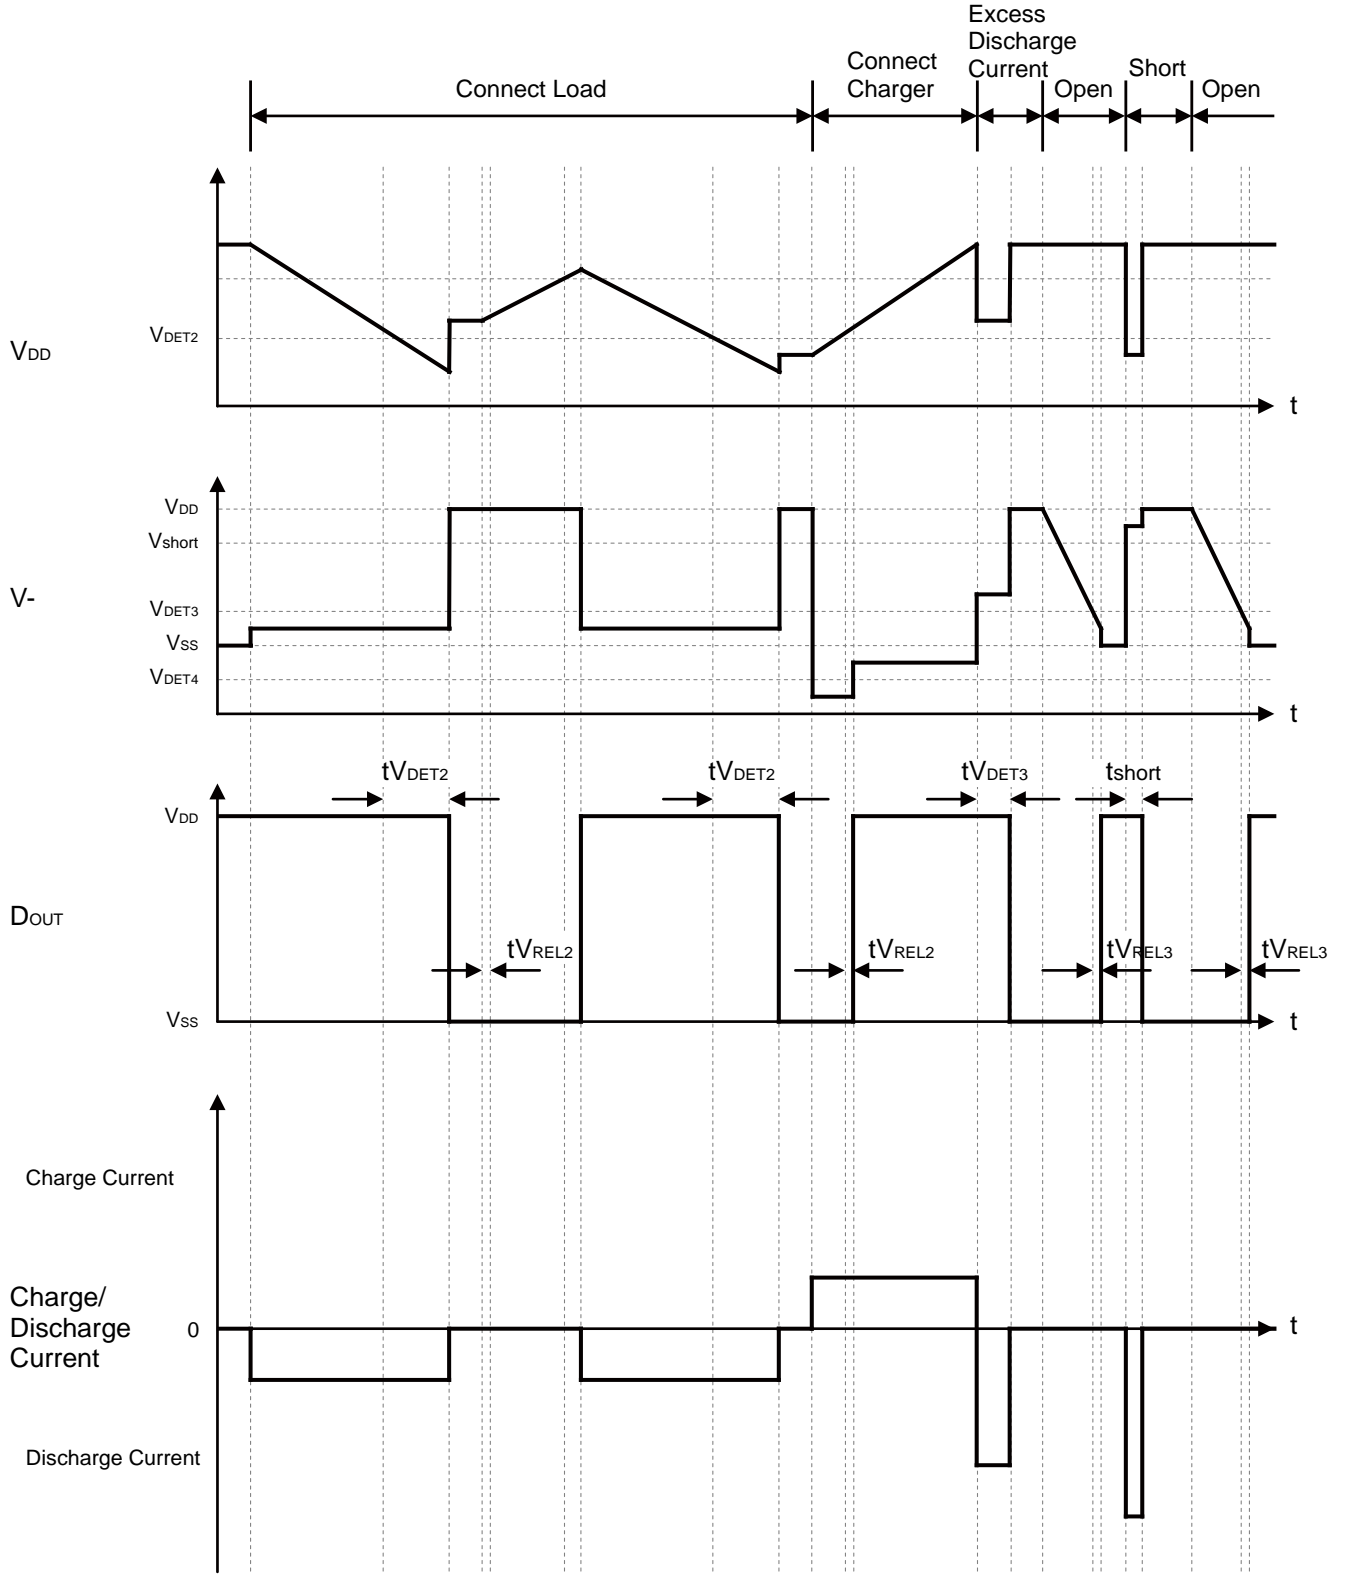 Excess
Discharge
Current
Connect
Charger
Short
Connect Load
Open
Open
VDET2
VDD
t
VDD
Vshort
V-
VDET3
VSS
VDET4
t
tVDET2
tVDET2
tVDET3
tshort
VDD
DOUT
tVREL2
tVREL2
tVREL3
tVREL3
VSS
t
Charge Current
Charge/
Discharge
Current
0
t
Discharge Current